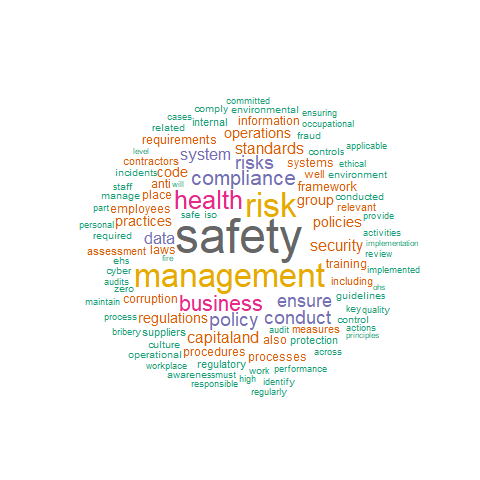 committed
comply environmental
cases ensuring
internal information occupational
related operations fraud
requirements standards controls applicable
level system risks systems ethical
contractors
incidents code compliance well environment
staff anti will framework
manage place health risk group conducted
part employees safe iso relevant
personal practices safety policies provide
required data activities
assessment laws security implementation
ehs fire training review
cyber management implemented
audits including ohs
zero corruption business ensure guidelines
maintain key quality
process regulations policy conduct control
bribery suppliers capitaland audit measures actions
culture also protection principles
operational procedures processes across
workplace regulatory work performance
awareness must high identify
responsible regularly